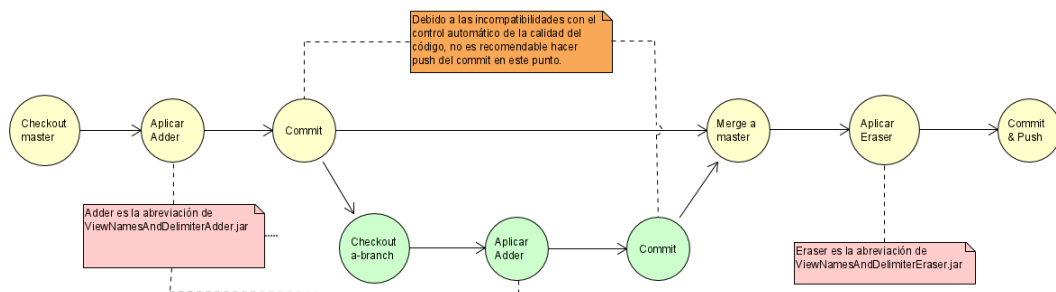 Debido a las incompatibilidades con el
control automático de la calidad del
código, no es recomendable hacer
push del commit en este punto.
Checkout
master
Aplicar
Adder
Commit
Merge a
master
Aplicar
Eraser
Commit
& Push
Adder es la abreviación de
ViewNamesAndDelimiterAdder.jar
Checkout
a-branch
Aplicar
Adder
Commit
Eraser es la abreviación de
ViewNamesAndDelimiterEraser.jar